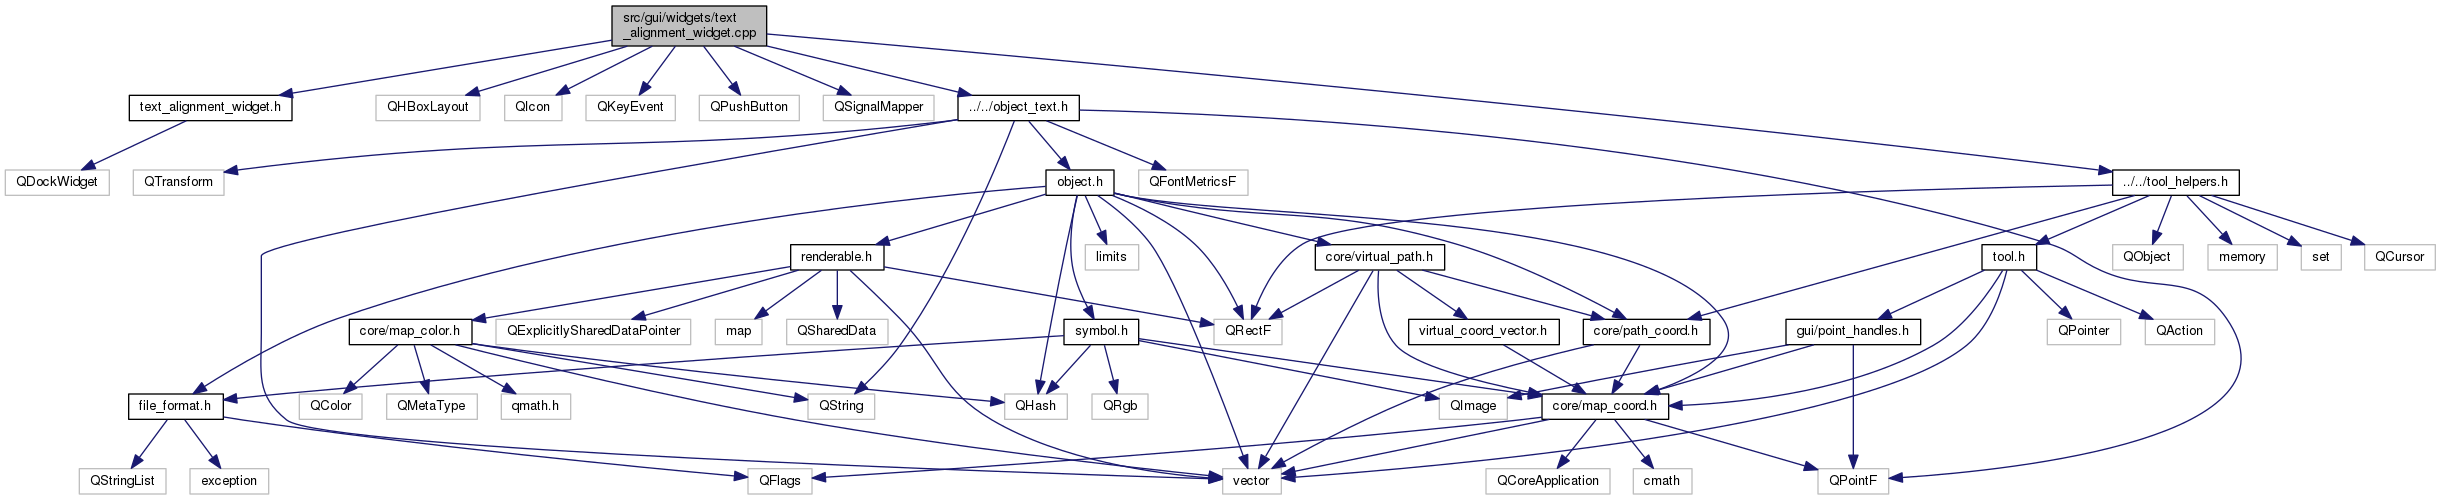 src/gui/widgets/text
_alignment_widget.cpp
text_alignment_widget.h
QHBoxLayout
QIcon
QKeyEvent
QPushButton
QSignalMapper
../../object_text.h
QDockWidget
QTransform
object.h
QFontMetricsF
../../tool_helpers.h
renderable.h
limits
core/virtual_path.h
tool.h
QObject
memory
set
QCursor
core/map_color.h
QExplicitlySharedDataPointer
map
QSharedData
symbol.h
QRectF
virtual_coord_vector.h
core/path_coord.h
gui/point_handles.h
QPointer
QAction
file_format.h
QColor
QMetaType
qmath.h
QString
QHash
QRgb
QImage
core/map_coord.h
QStringList
exception
QFlags
vector
QCoreApplication
cmath
QPointF